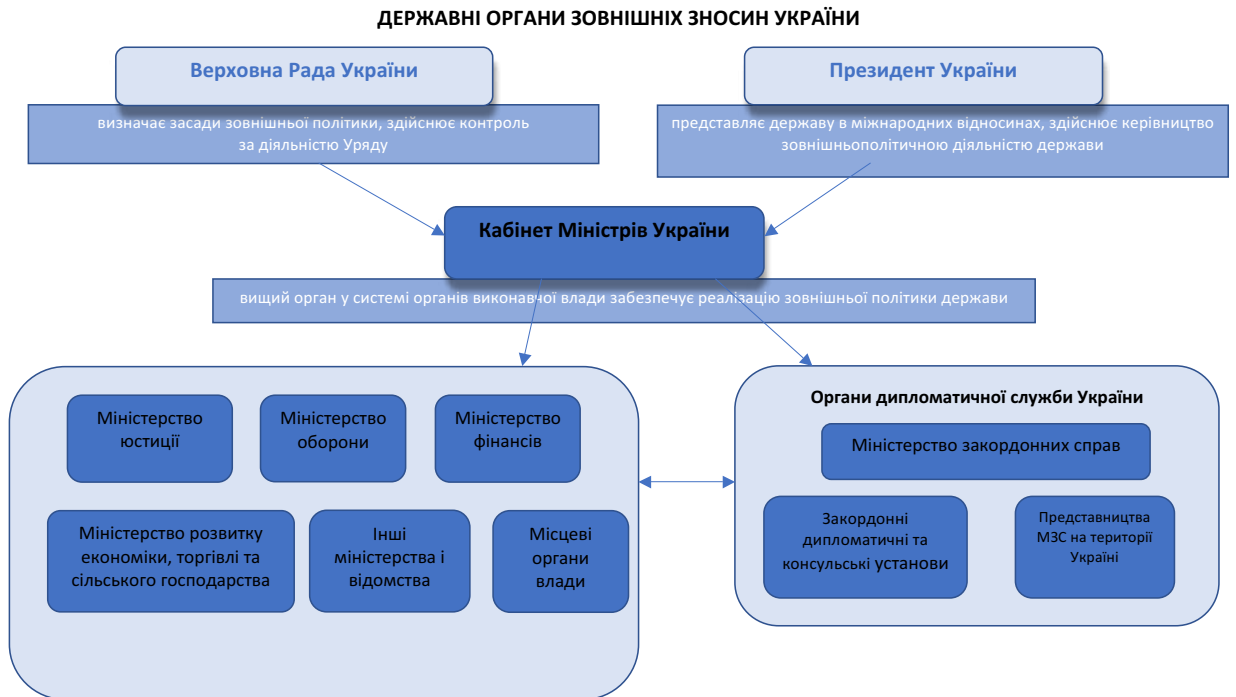 ДЕРЖАВНІ ОРГАНИ ЗОВНІШНІХ ЗНОСИН УКРАЇНИ
Верховна Рада України
визначає засади зовнішньої політики, здійснює контроль
за діяльністю Уряду
Президент України
представляє державу в міжнародних відносинах, здійснює керівництво
зовнішньополітичною діяльністю держави
Кабінет Міністрів України
вищий орган у системі органів виконавчої влади забезпечує реалізацію зовнішньої політики держави
Міністерство
юстиції
Міністерство
оборони
Міністерство
фінансів
Міністерство розвитку
економіки, торгівлі та
сільського господарства
Інші
міністерства і
відомства
Місцеві
органи
влади
Органи дипломатичної служби України
Міністерство закордонних справ
Закордонні
дипломатичні та
консульські установи
Представництва
МЗС на території
Україні